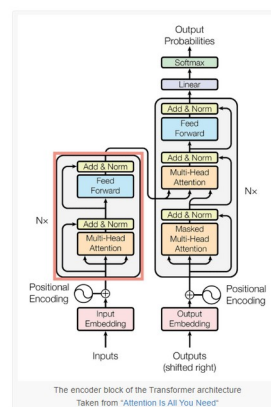 Output
Probabilities
Softmax
Linear
Add & Norm
Feed
Forward
Add & Norm
Multi-Head
Attention
Add & Norm
Masked
Multi-Head
Attention
Nx
Add & Norm
Feed
Forward
Nx
Add & Norm
Multi-Head
Attention
Positional
Encoding
Positional
Encoding
Input
Embedding
Output
Embedding
Inputs
Outputs
(shifted right)
The encoder block of the Transformer architecture
Taken from “Attention Is All You Need”